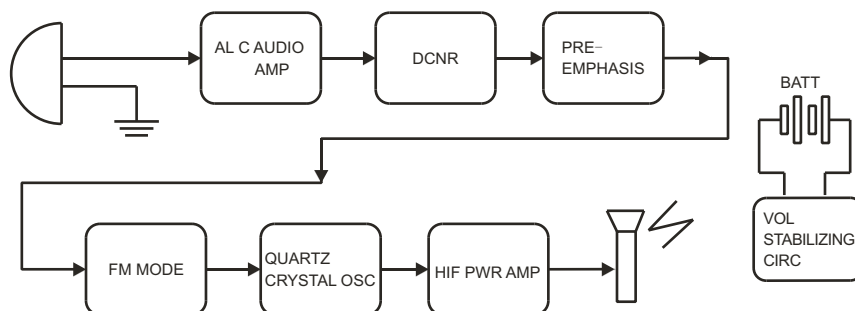 AL C AUDIO
AMP
DCNR
PRE-
EMPHASIS
BATT
FM MODE
QUARTZ
CRYSTAL OSC
HIF PWR AMP
VOL
STABILIZING
CIRC